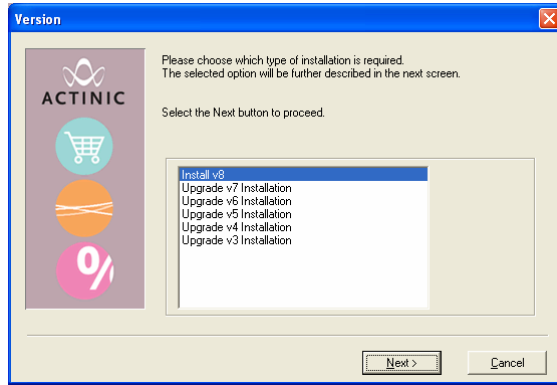 Version
Please choose which type of installation is required.
The selected option will be further described in the next screen.
Select the Next button to proceed.
ACTINIC
%
Install v8
Upgrade v7 Installation
Upgrade v6 Installation
Upgrade v5 Installation
Upgrade v4 Installation
Upgrade v3 Installation
Next >
Cancel